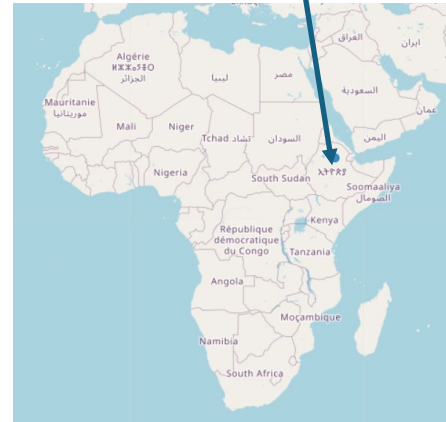 العراق
ایران
Algérie
ⵍⵣⵣⴰⵢⴻⵔ
الجزائر
ليبيا
مصر
السعودية
عمان
Mauritanie
موريتانيا
Mali
Niger
Tchad تشاد
السودان
اليمن
Nigeria
South Sudan
ኢትዮጵያ
Soomaaliya
الصومال
Kenya
République
démocratique
du Congo
Tanzania
Angola
Moçambique
Namibia
South Africa